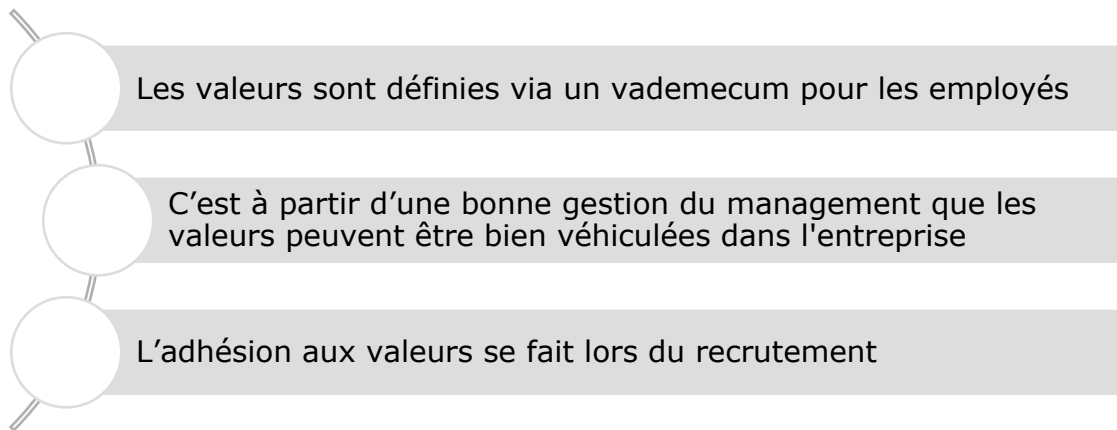 Les valeurs sont définies via un vademecum pour les employés
C’est à partir d’une bonne gestion du management que les
valeurs peuvent être bien véhiculées dans l'entreprise
L’adhésion aux valeurs se fait lors du recrutement